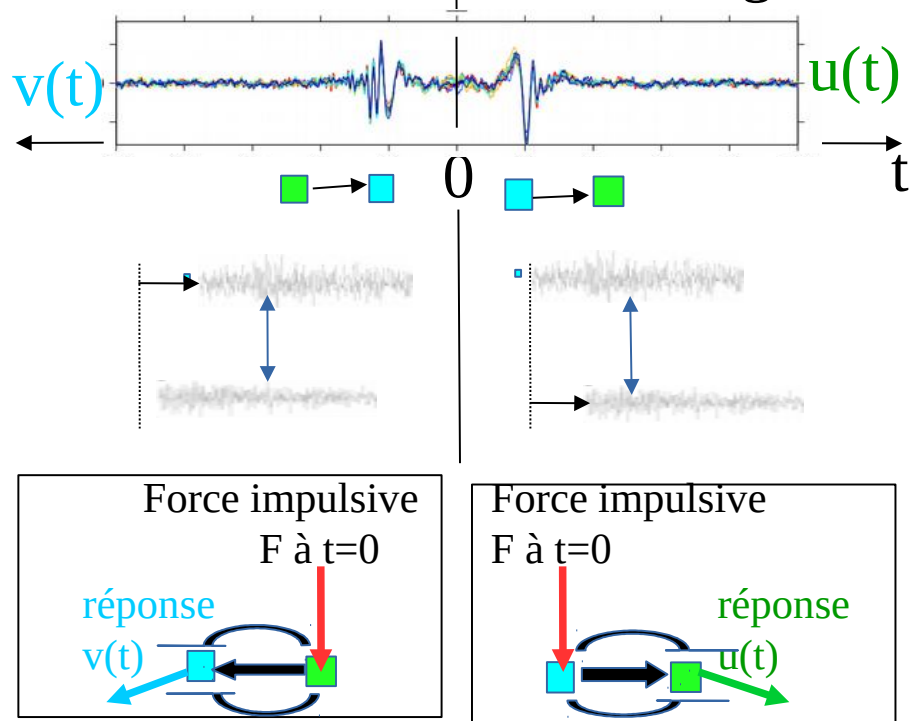 v(t)
u(t)
0
t
Force impulsive
F à t=0
réponse
v(t)
Force impulsive
F à t=0
réponse
u(t)